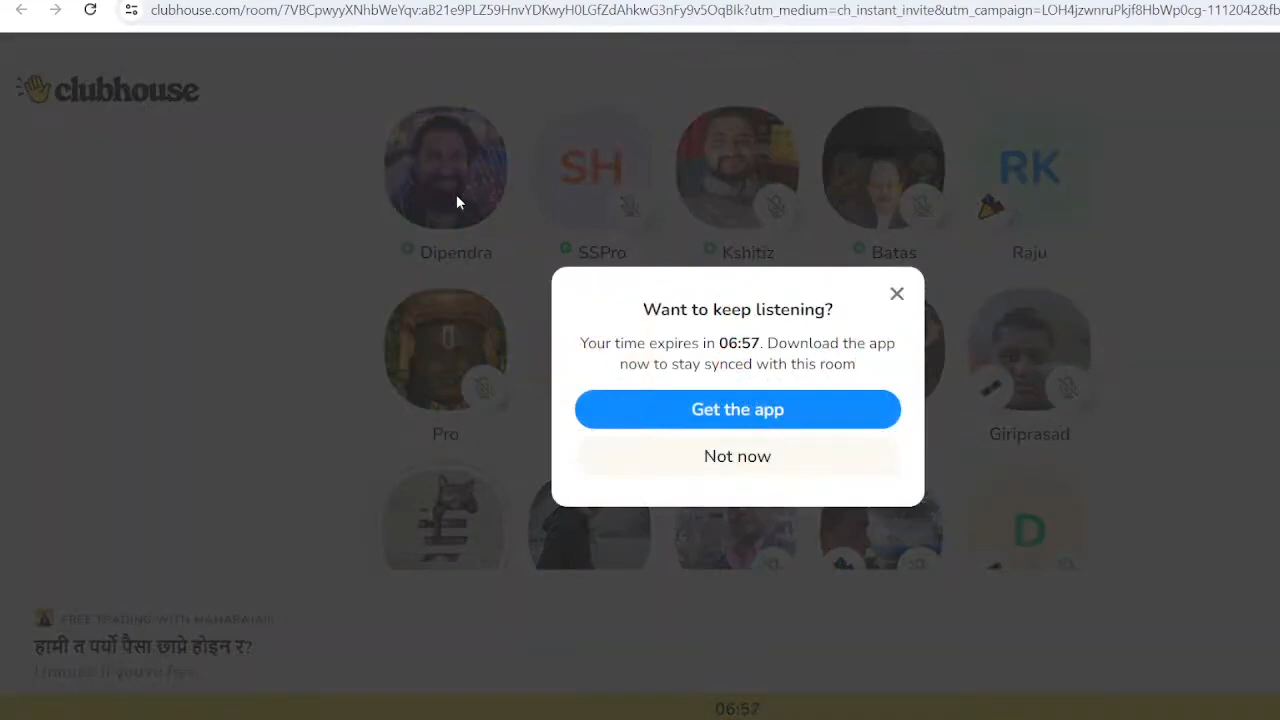 clubhouse.com/room/7VBCpwyyXNhbWeYqv:aB21e9PLZ59HnvYDKwyH0LGfZdAhkwG3nFy9v5OqBIk?utm_medium=ch_instant_invite&utm_campaign=LOH4jzwnruPkjf8HbWp0cg-1112042&fb
clubhouse
SH
RK
Dipendra
SSPro
Kshitiz
Batas
Raju
Want to keep listening?
Your time expires in 06:57. Download the app
now to stay synced with this room
Get the app
Not now
Pro
Giriprasad
D
FREE TRADING WITH MAHARAJA!!!
हामी त पर्यो पैसा छाप्ने होइन र?
06:57